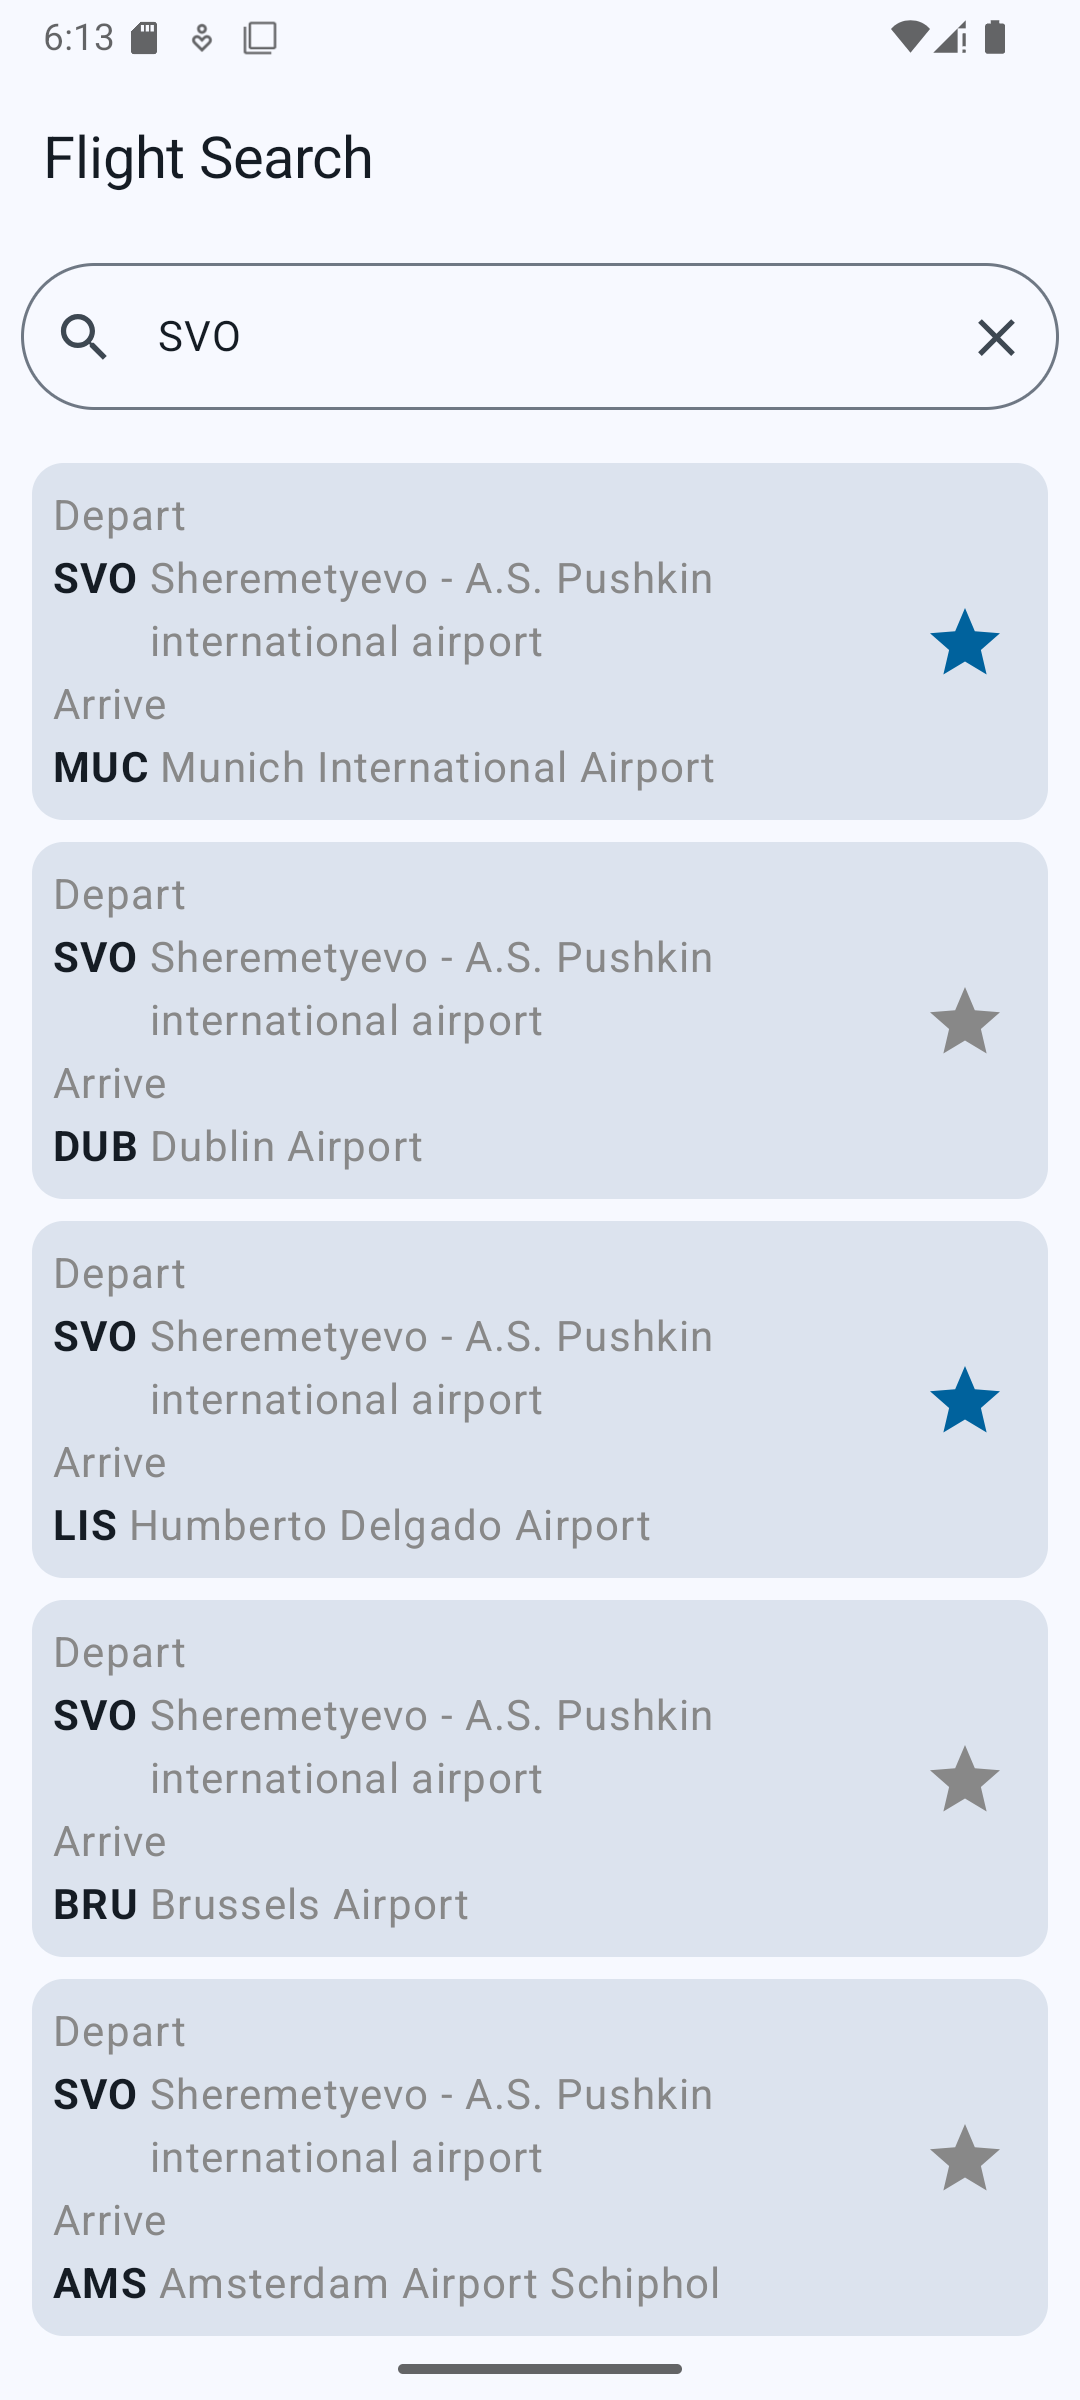 6:13
Flight Search
SVO
Depart
SVO Sheremetyevo - A.S. Pushkin
international airport
Arrive
MUC Munich International Airport
Depart
SVO Sheremetyevo - A.S. Pushkin
international airport
Arrive
DUB Dublin Airport
Depart
SVO Sheremetyevo - A.S. Pushkin
international airport
Arrive
LIS Humberto Delgado Airport
Depart
SVO Sheremetyevo - A.S. Pushkin
international airport
Arrive
BRU Brussels Airport
Depart
SVO Sheremetyevo - A.S. Pushkin
international airport
Arrive
AMS Amsterdam Airport Schiphol